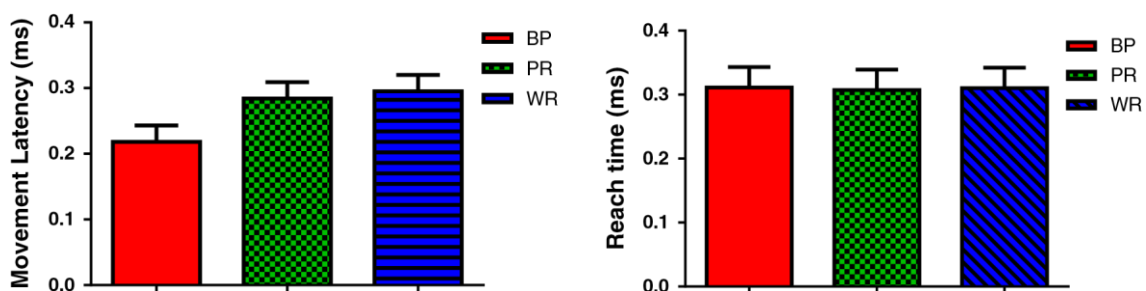 Movement Latency (ms)
0.4
0.3
0.2
0.1
0.0
BP
PR
WR
Reach time (ms)
0.4
0.3
0.2
0.1
0.0
BP
PR
WR